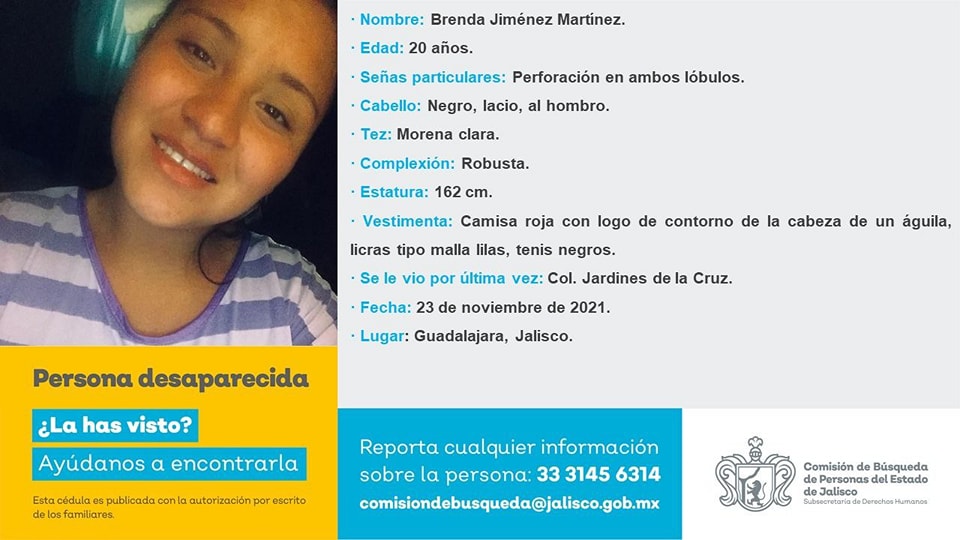 · Nombre: Brenda Jiménez Martínez.
· Edad: 20 años.
· Señas particulares: Perforación en ambos lóbulos.
· Cabello: Negro, lacio, al hombro.
· Tez: Morena clara.
· Complexión: Robusta.
· Estatura: 162 cm.
· Vestimenta: Camisa roja con logo de contorno de la cabeza de un águila,
licras tipo malla lilas, tenis negros.
· Se le vio por última vez: Col. Jardines de la Cruz.
· Fecha: 23 de noviembre de 2021.
· Lugar: Guadalajara, Jalisco.
Persona desaparecida
¿La has visto?
Ayúdanos a encontrarla
Esta cédula es publicada con la autorización por escrito
de los familiares.
Reporta cualquier información
sobre la persona: 33 3145 6314
comisiondebusqueda@jalisco.gob.mx
Comisión de Búsqueda
de Personas del Estado
de Jalisco
Subsecretaría de Derechos Humanos